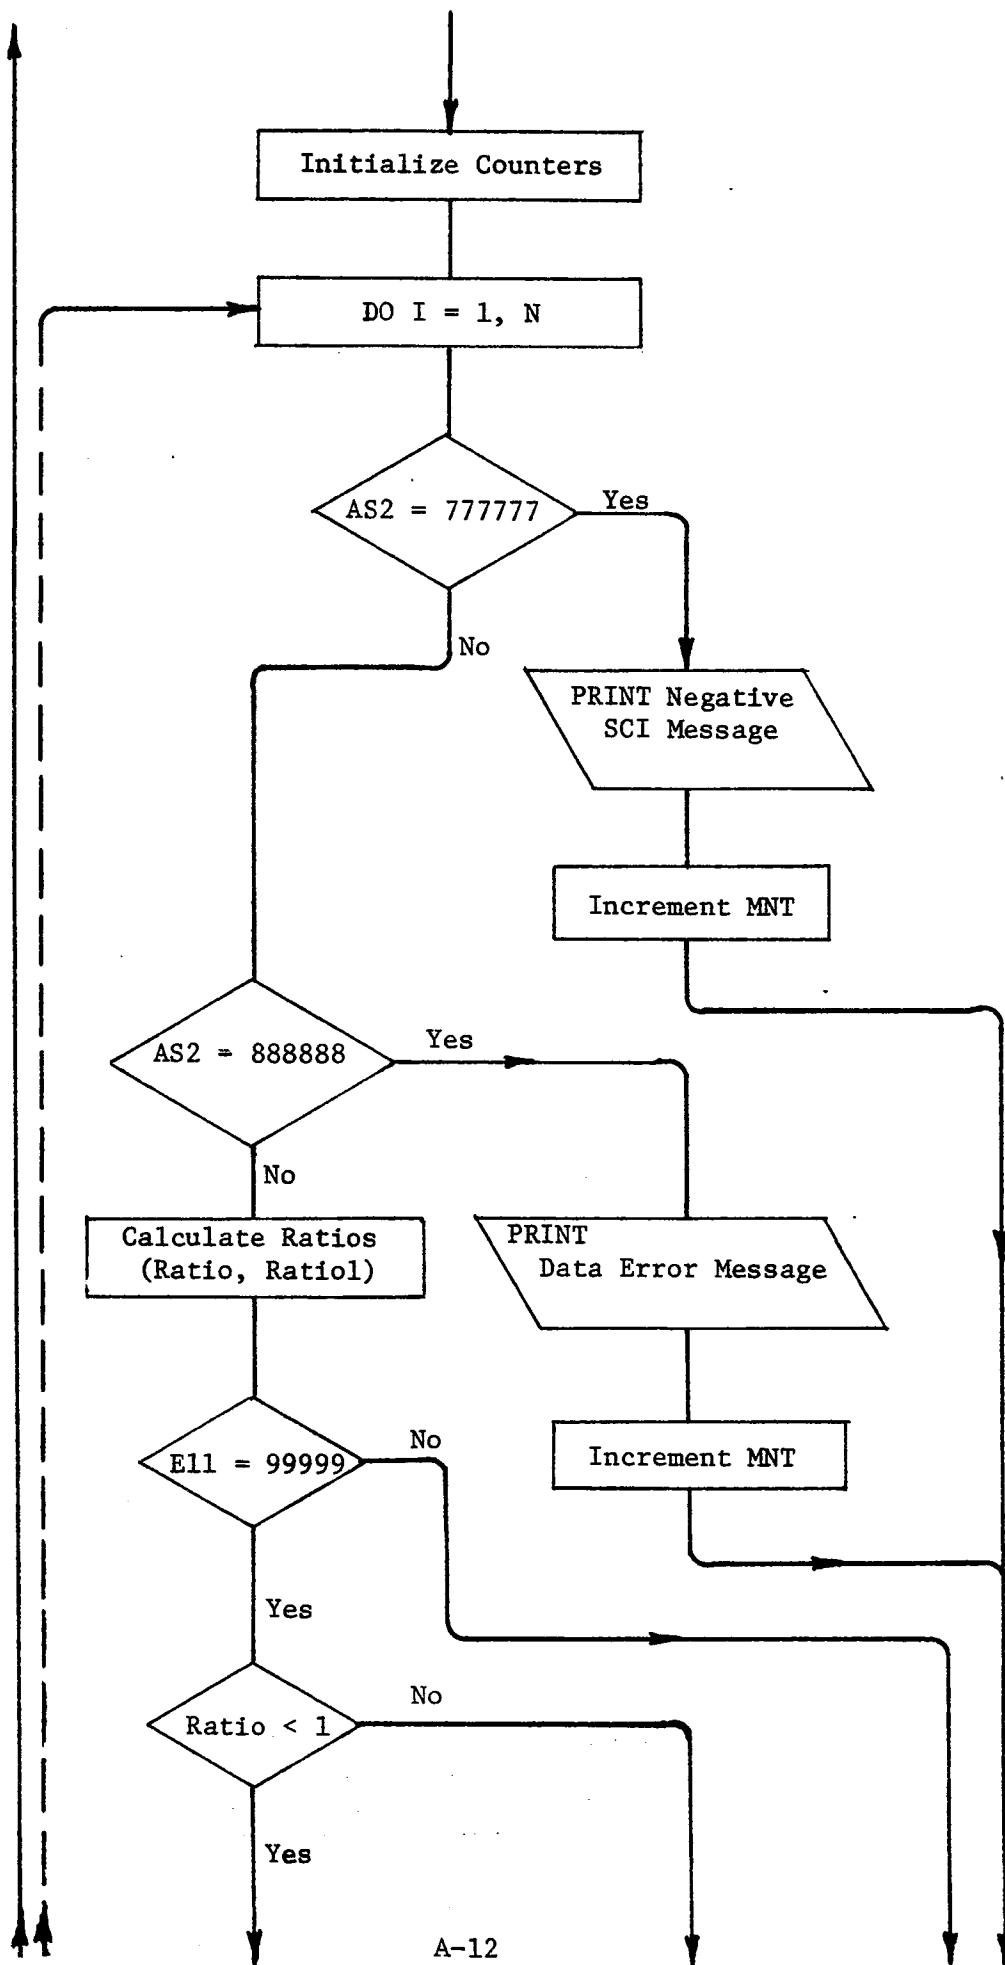 Initialize Counters
DO I = 1, N
AS2 = 777777
Yes
No
PRINT Negative
SCI Message
Increment MNT
AS2 = 888888
Yes
No
Calculate Ratios
(Ratio, Ratio1)
PRINT
Data Error Message
E11 = 99999
No
Increment MNT
Yes
Ratio < 1
No
Yes
A-12